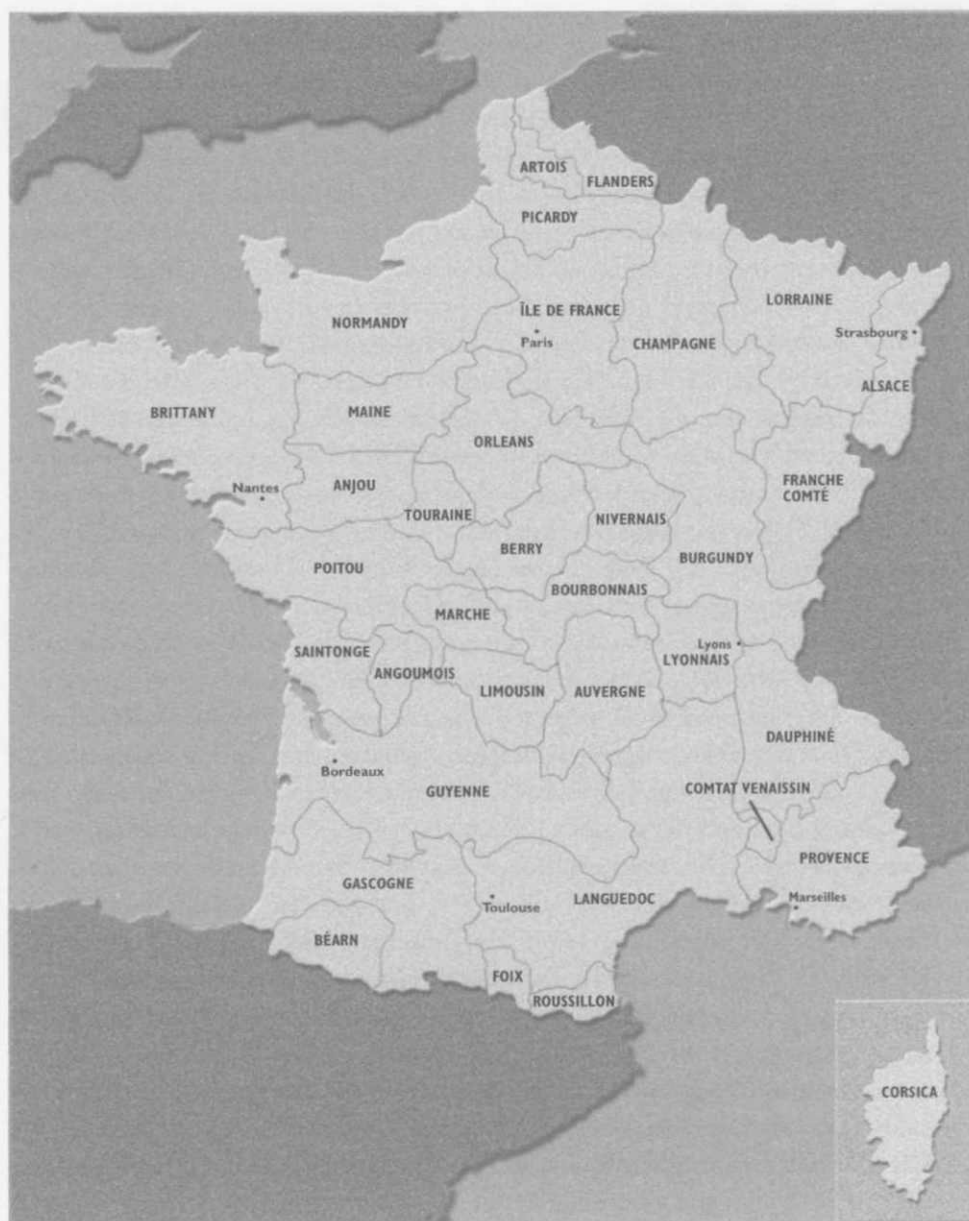 ARTOIS
FLANDERS
PICARDY
ÎLE DE FRANCE
Paris
NORMANDY
CHAMPAGNE
LORRAINE
Strasbourg
ALSACE
BRITTANY
MAINE
ORLEANS
Nantes
ANJOU
TOURAINE
FRANCHE
COMTÉ
NIVERNAIS
BERRY
BURGUNDY
POITOU
BOURBONNAIS
MARCHE
SAINTONGE
ANGOUMOIS
LIMOUSIN
AUVERGNE
Lyons
LYONNAIS
DAUPHINÉ
Bordeaux
GUYENNE
COMTAT VENAISSIN
PROVENCE
Marseilles
GASCOGNE
Toulouse
LANGUEDOC
BÉARN
FOIX
ROUSSILLON
CORSICA